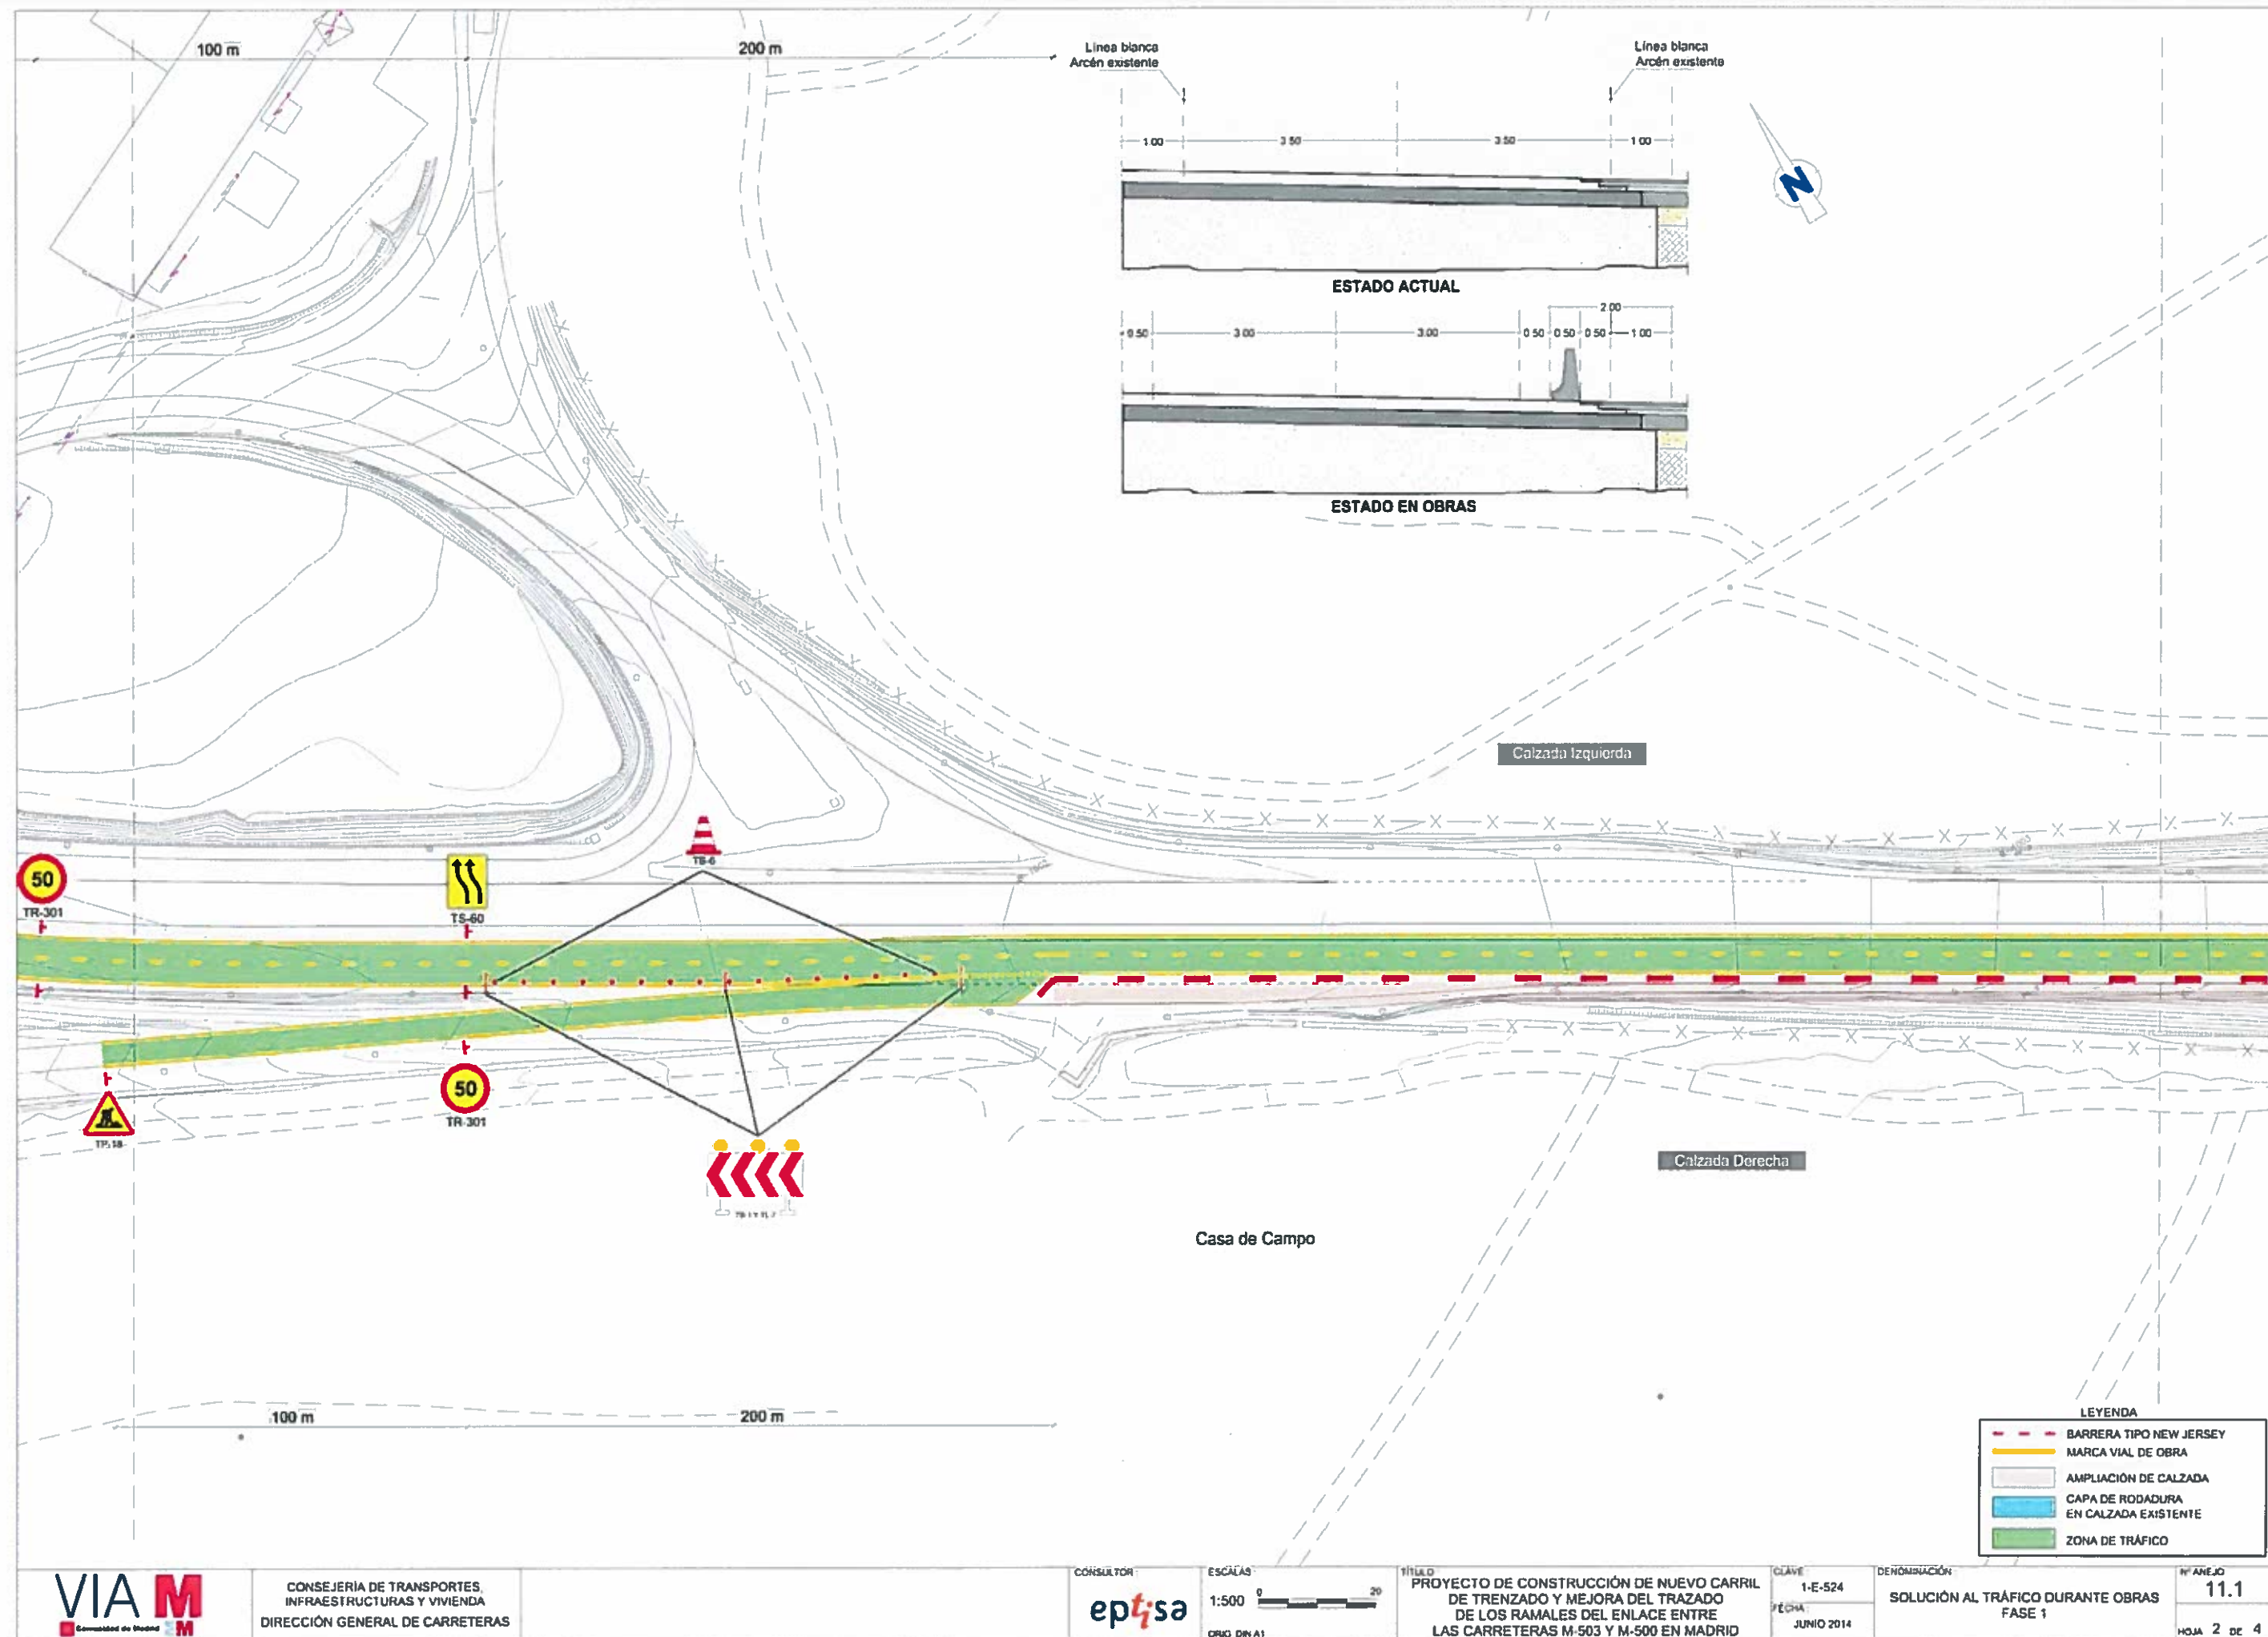 100 m
200 m
Línea blanca
Arcén existente
Línea blanca
Arcén existente
1.00
3 50
3 50
1 00
N
ESTADO ACTUAL
2.00
0 50
3 00
3.00
0 50
0 50
0 50
1 00
ESTADO EN OBRAS
Calzada Izquierda
TB-6
50
TR-301
TS-60
50
TR-301
TP-18
Calzada Derecha
Casa de Campo
100 m
200 m
LEYENDA
BARRERA TIPO NEW JERSEY
MARCA VIAL DE OBRA
AMPLIACIÓN DE CALZADA
CAPA DE RODADURA
EN CALZADA EXISTENTE
ZONA DE TRÁFICO
VIA M
Comunidad de Madrid
M
CONSEJERÍA DE TRANSPORTES,
INFRAESTRUCTURAS Y VIVIENDA
DIRECCIÓN GENERAL DE CARRETERAS
CONSULTOR
eptisa
ESCALAS
1:500
0
20
ORIG. DIN A1
TÍTULO
PROYECTO DE CONSTRUCCIÓN DE NUEVO CARRIL
DE TRENZADO Y MEJORA DEL TRAZADO
DE LOS RAMALES DEL ENLACE ENTRE
LAS CARRETERAS M-503 Y M-500 EN MADRID
CLAVE
1-E-524
FECHA
JUNIO 2014
DENOMINACIÓN
SOLUCIÓN AL TRÁFICO DURANTE OBRAS
FASE 1
Nº ANEJO
11.1
HOJA 2 DE 4